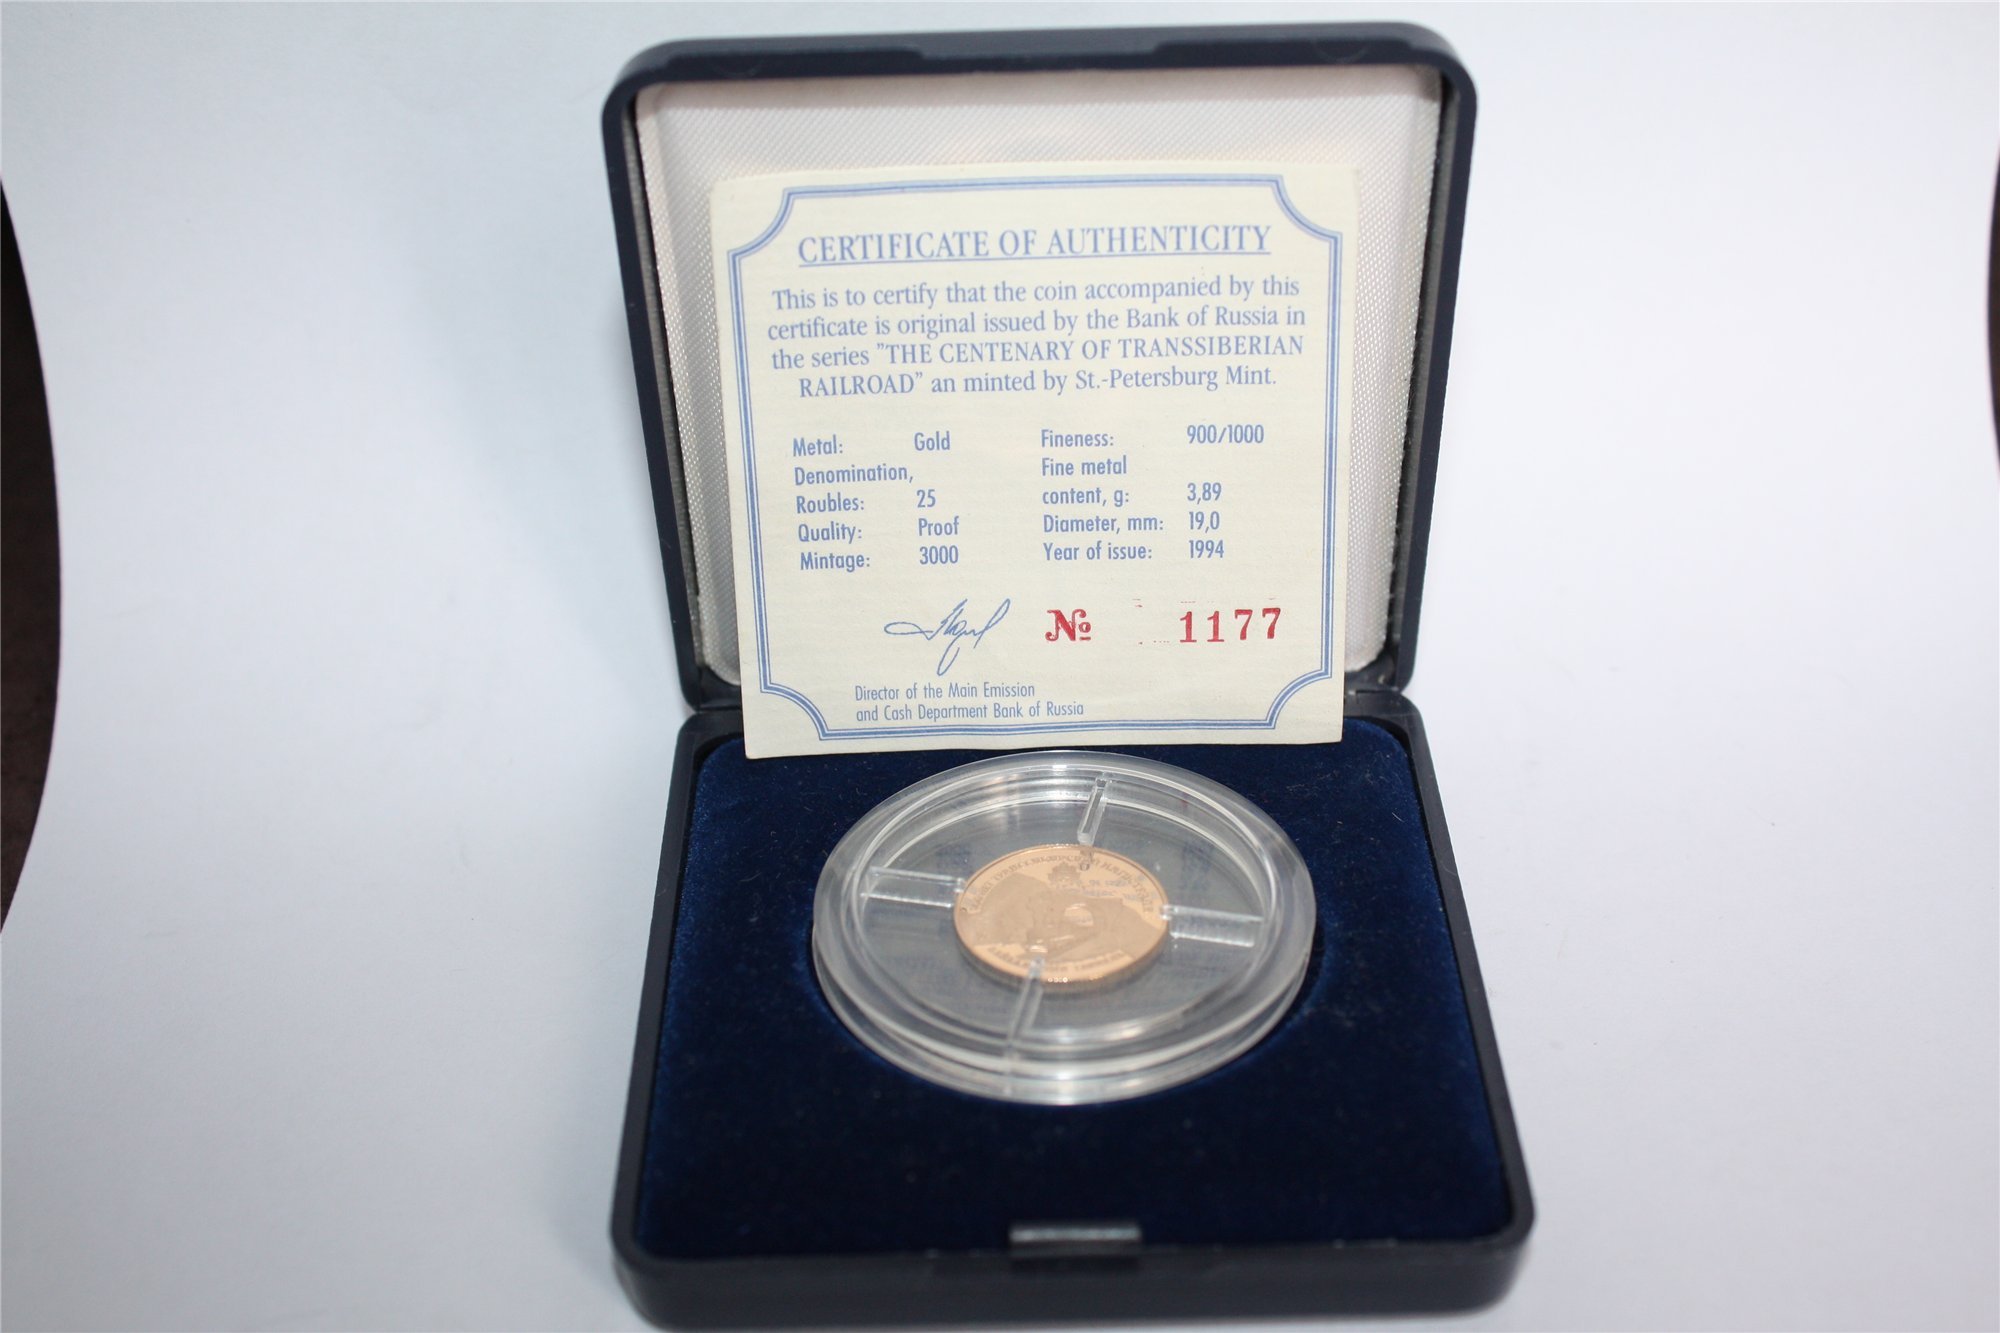 CERTIFICATE OF AUTHENTICITY
This is to certify that the coin accompanied by this
certificate is original issued by the Bank of Russia in
the series "THE CENTENARY OF TRANSSIBERIAN
RAILROAD" an minted by St.-Petersburg Mint.
Metal: Gold Fineness: 900/1000
Denomination, Fine metal
Roubles: 25 content, g: 3,89
Quality: Proof Diameter, mm: 19,0
Mintage: 3000 Year of issue: 1994
№ 1177
Director of the Main Emission
and Cash Department Bank of Russia